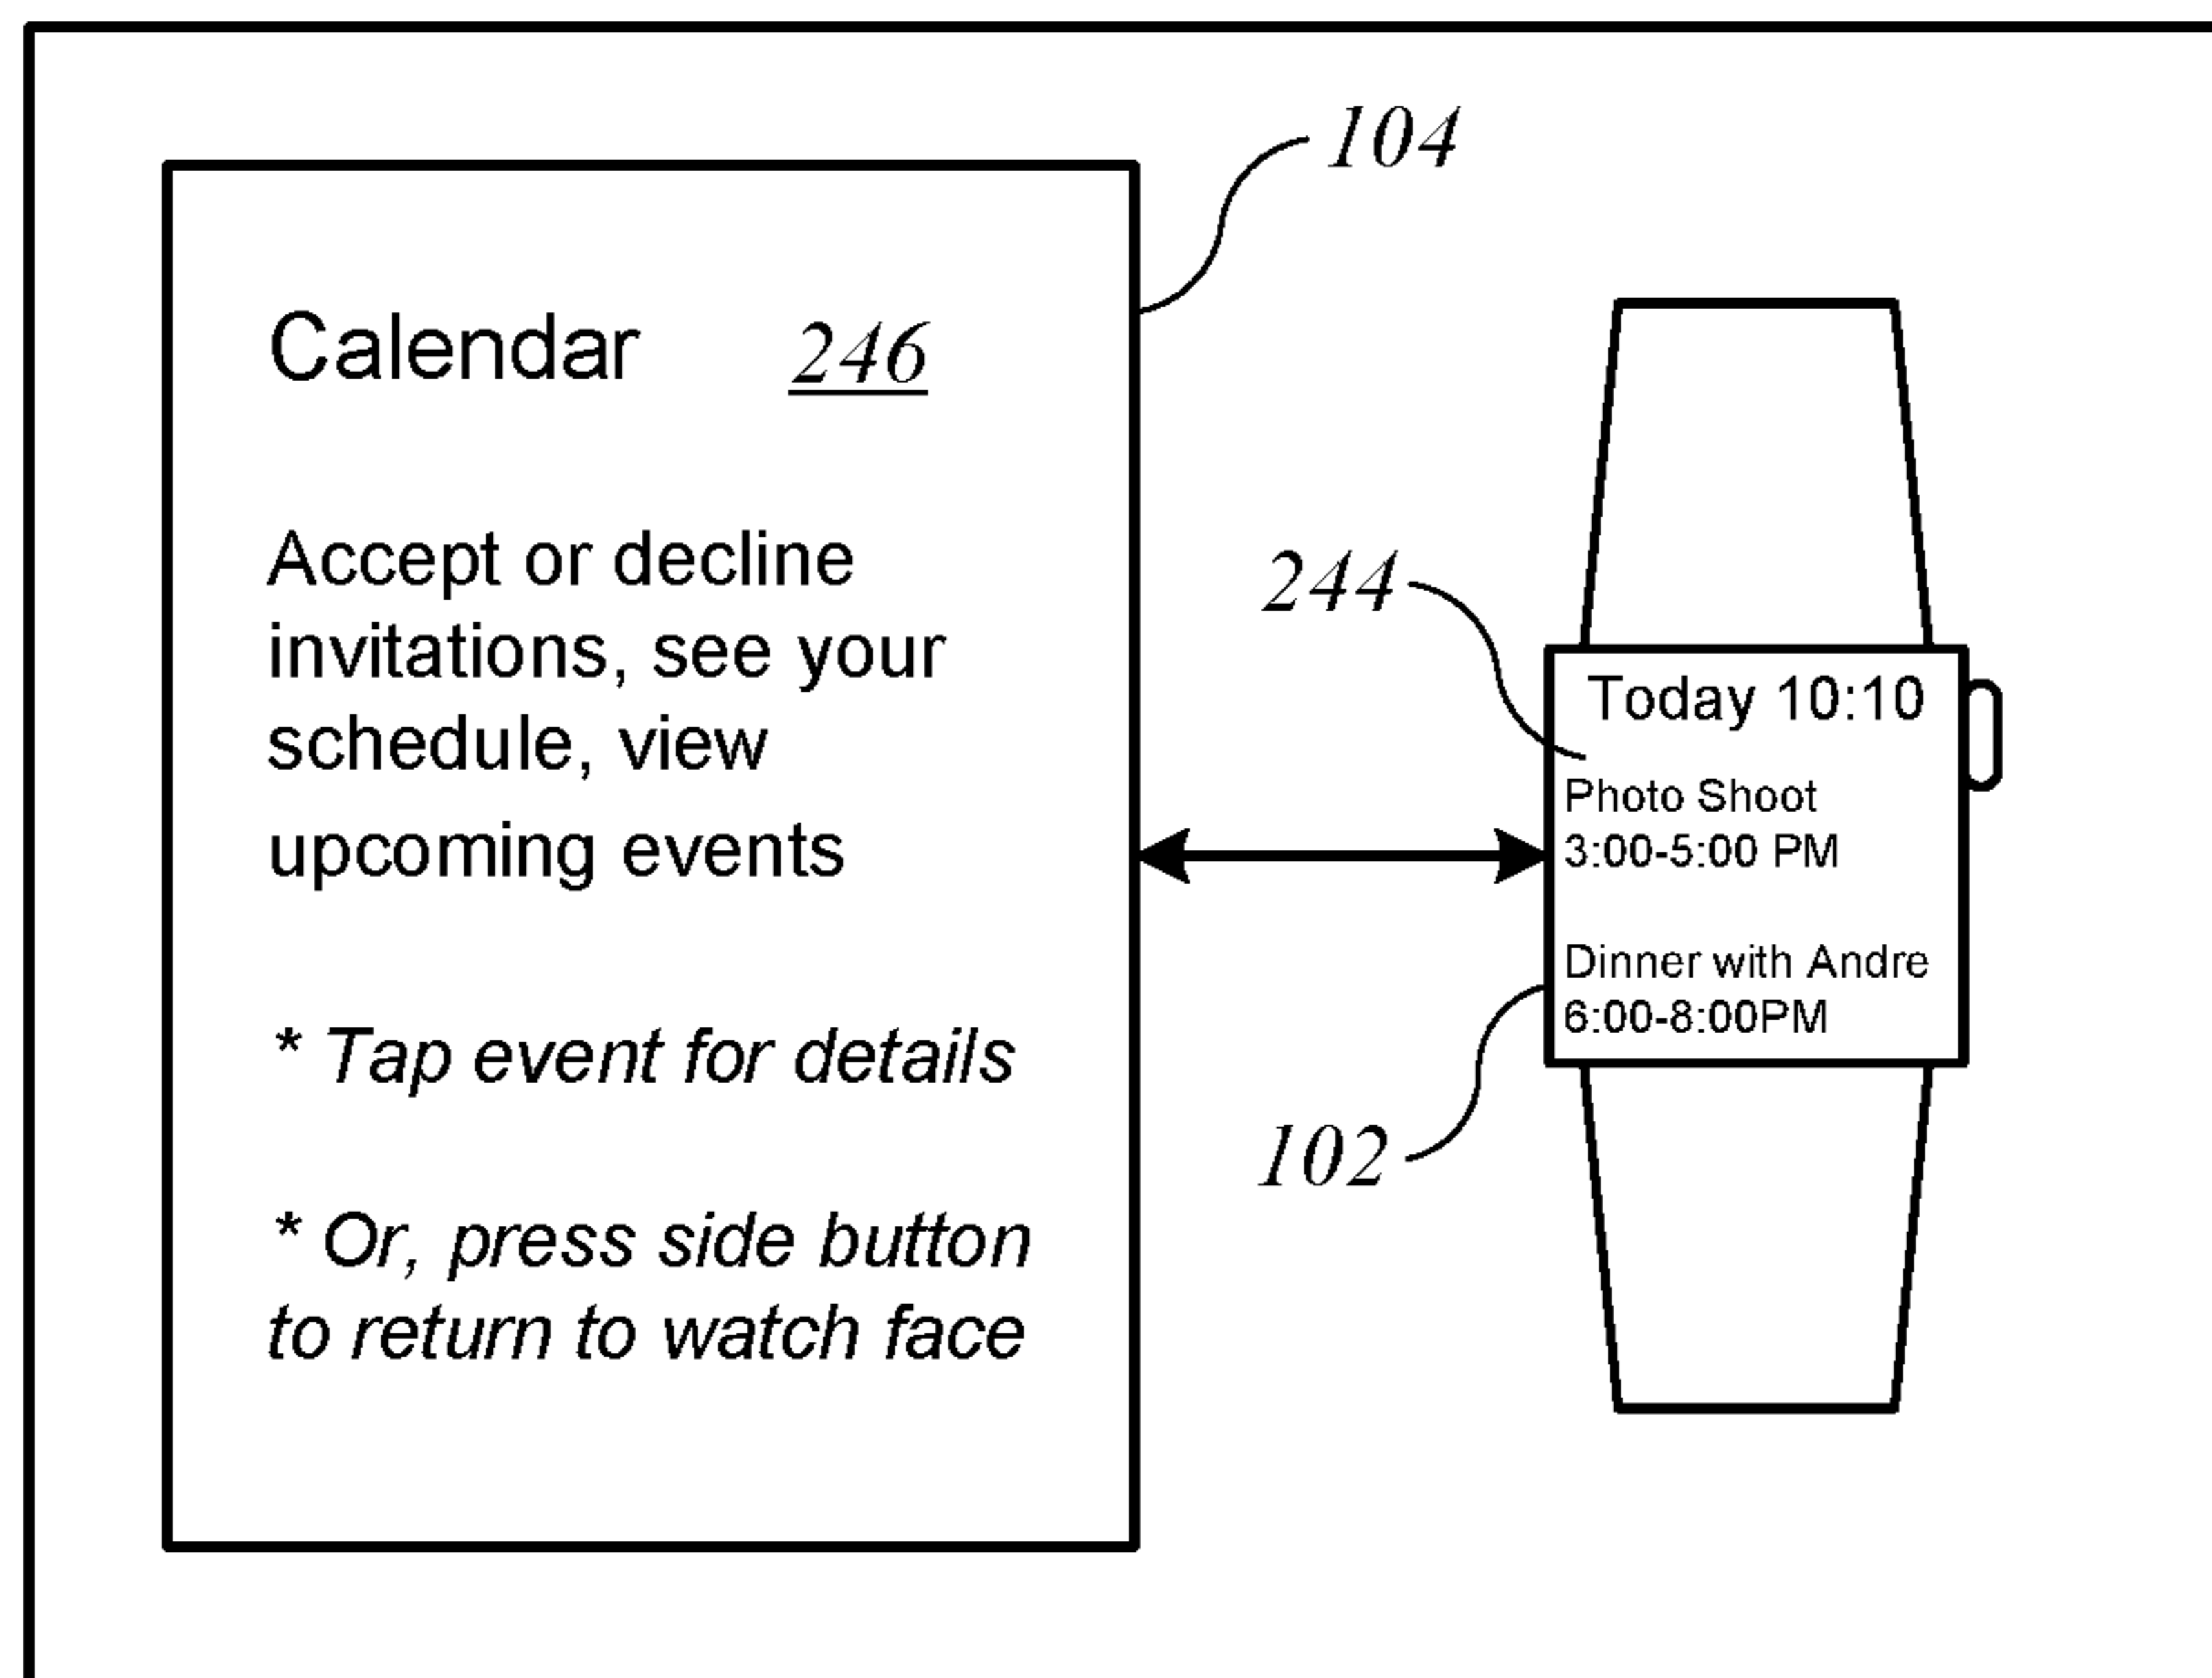 104
Calendar 246
Accept or decline
invitations, see your
schedule, view
upcoming events
* Tap event for details
* Or, press side button
to return to watch face
244
Today 10:10
Photo Shoot
3:00-5:00 PM
Dinner with Andre
6:00-8:00PM
102